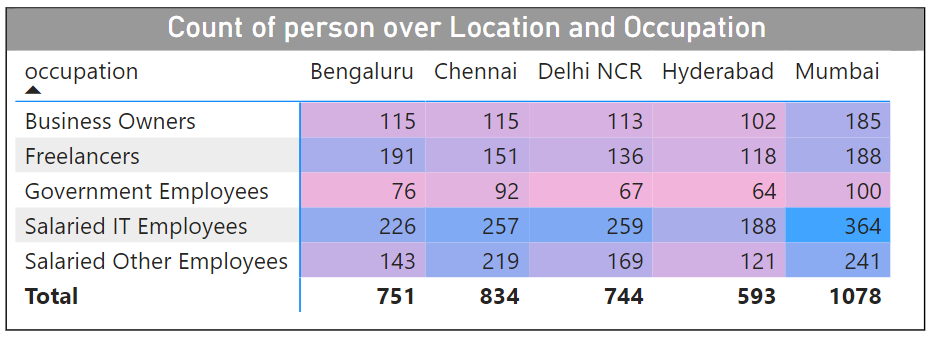 Count of person over Location and Occupation
occupation Bengaluru Chennai Delhi NCR Hyderabad Mumbai
Business Owners 115 115 113 102 185
Freelancers 191 151 136 118 188
Government Employees 76 92 67 64 100
Salaried IT Employees 226 257 259 188 364
Salaried Other Employees 143 219 169 121 241
Total 751 834 744 593 1078